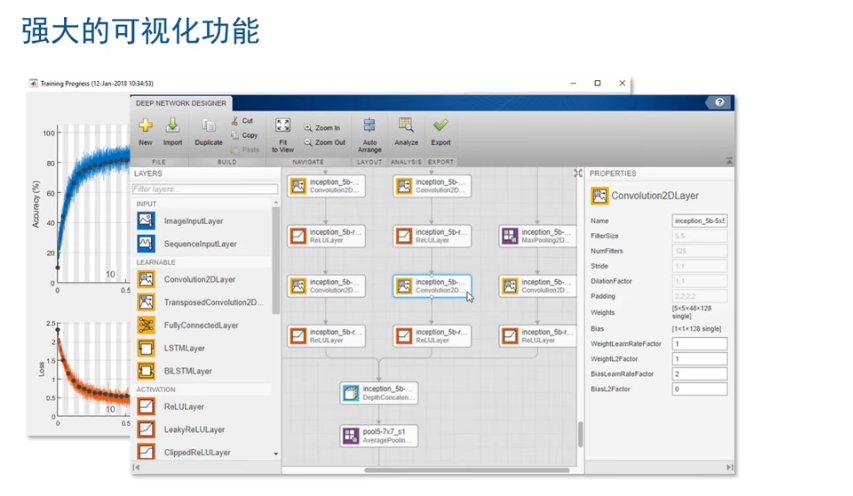 强大的可视化功能
Training Progress (12-Jan-2018 10:34:53)
DEEP NETWORK DESIGNER
New Import Duplicate Cut Copy Paste Fit to View Zoom In Zoom Out Auto Arrange Analyze Export
FILE BUILD NAVIGATE LAYOUT ANALYSIS EXPORT
LAYERS
Filter layers...
INPUT
ImageInputLayer
SequenceInputLayer
LEARNABLE
Convolution2DLayer
TransposedConvolution2D...
FullyConnectedLayer
LSTMLayer
BiLSTMLayer
ACTIVATION
ReLULayer
LeakyReLULayer
ClippedReLULayer
Accuracy (%)
100
80
60
40
20
0
0 0.5
10
Loss
2.5
2
1.5
1
0.5
0
0 0.5
10
inception_5b-... inception_5b-...
Convolution2D... Convolution2D...
inception_5b-r... inception_5b-r... inception_5b-...
ReLULayer ReLULayer MaxPooling2D...
inception_5b-... inception_5b-... inception_5b-...
Convolution2D... Convolution2D... Convolution2D...
inception_5b-r... inception_5b-r... inception_5b-r...
ReLULayer ReLULayer ReLULayer
inception_5b-...
DepthConcaten...
pool5-7x7_s1
AveragePoolin...
PROPERTIES
Convolution2DLayer
Name inception_5b-5x5
FilterSize 5,5
NumFilters 128
Stride 1,1
DilationFactor 1,1
Padding 2,2,2,2
Weights [5×5×48×128 single]
Bias [1×1×128 single]
WeightLearnRateFactor 1
WeightL2Factor 1
BiasLearnRateFactor 2
BiasL2Factor 0